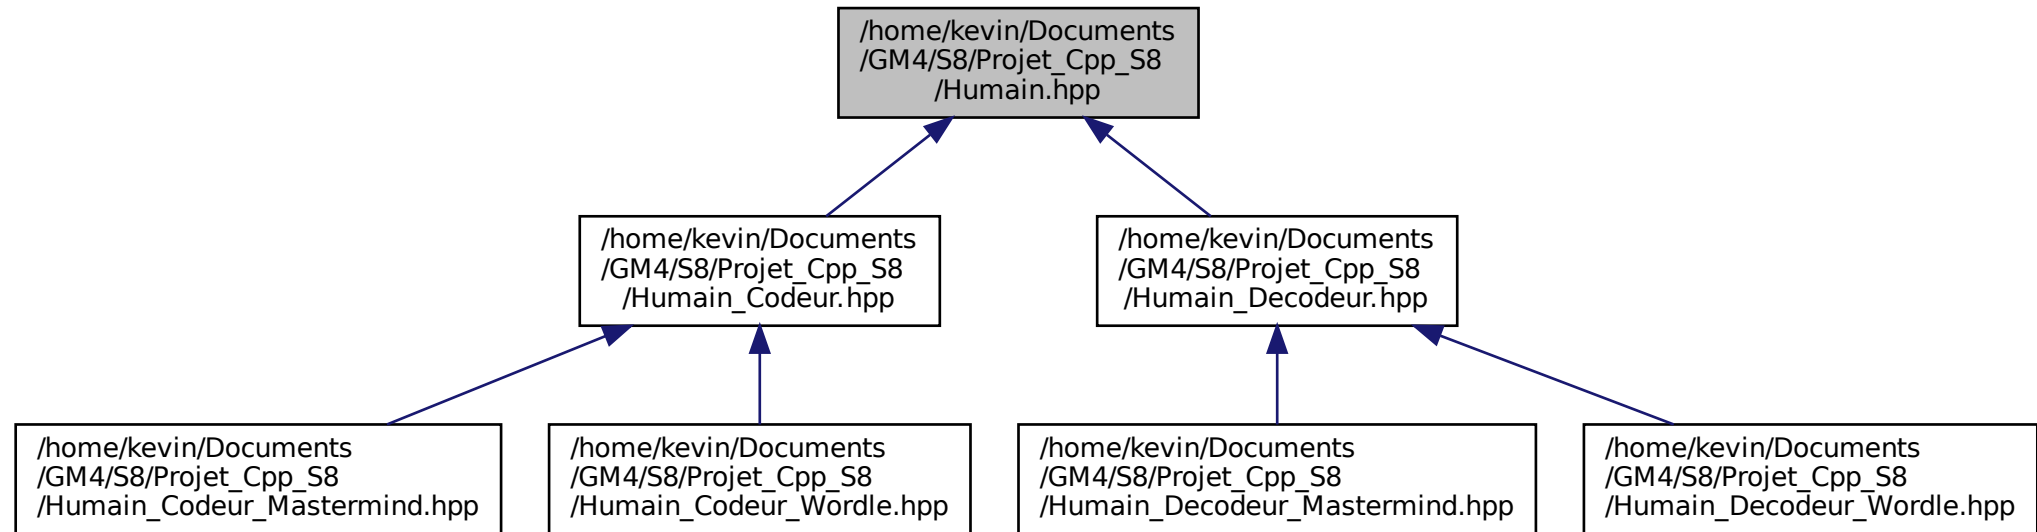 /home/kevin/Documents
/GM4/S8/Projet_Cpp_S8
/Humain.hpp
/home/kevin/Documents
/GM4/S8/Projet_Cpp_S8
/Humain_Codeur.hpp
/home/kevin/Documents
/GM4/S8/Projet_Cpp_S8
/Humain_Decodeur.hpp
/home/kevin/Documents
/GM4/S8/Projet_Cpp_S8
/Humain_Codeur_Mastermind.hpp
/home/kevin/Documents
/GM4/S8/Projet_Cpp_S8
/Humain_Codeur_Wordle.hpp
/home/kevin/Documents
/GM4/S8/Projet_Cpp_S8
/Humain_Decodeur_Mastermind.hpp
/home/kevin/Documents
/GM4/S8/Projet_Cpp_S8
/Humain_Decodeur_Wordle.hpp